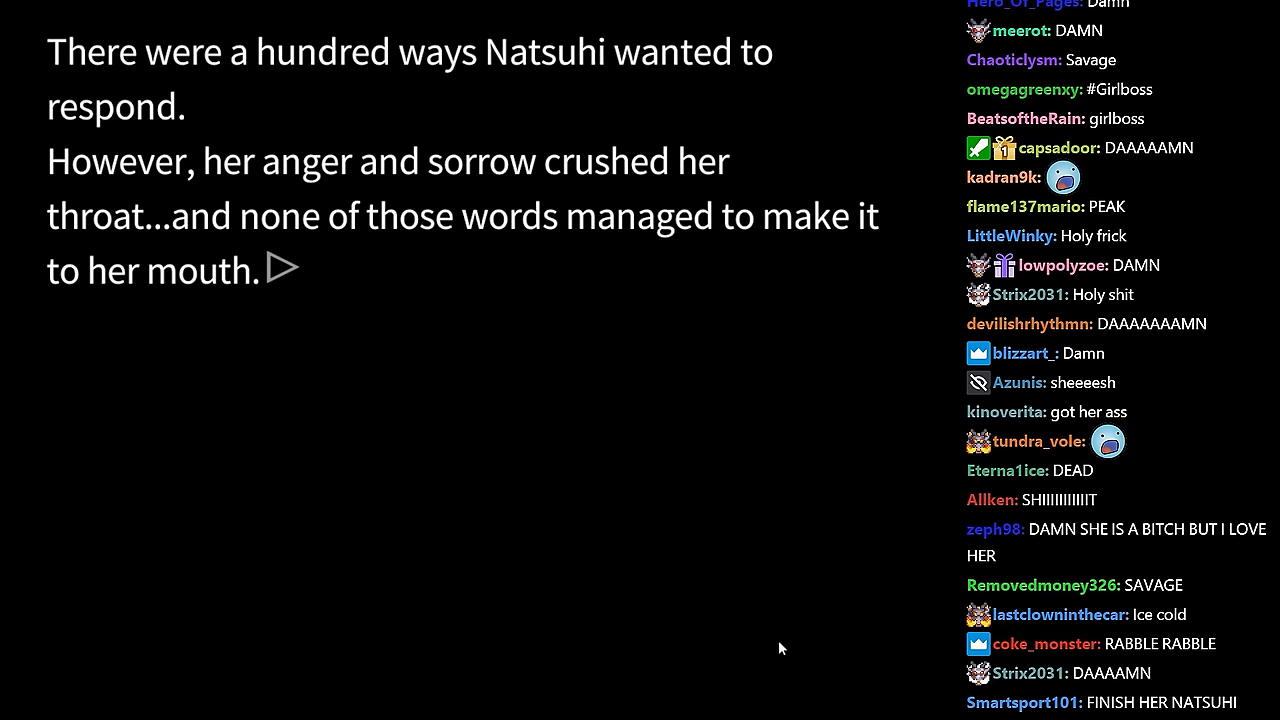 There were a hundred ways Natsuhi wanted to
respond.
However, her anger and sorrow crushed her
throat...and none of those words managed to make it
to her mouth.
Hero_Of_Pages: Damn
meerot: DAMN
Chaoticlysm: Savage
omegagreenxy: #Girlboss
BeatsoftheRain: girlboss
1 capsadoor: DAAAAAMN
kadran9k:
flame137mario: PEAK
LittleWinky: Holy frick
lowpolyzoe: DAMN
Strix2031: Holy shit
devilishrhythmn: DAAAAAAAMN
blizzart_: Damn
Azunis: sheeeesh
kinoverita: got her ass
tundra_vole:
Eterna1ice: DEAD
Allken: SHIIIIIIIIIIIT
zeph98: DAMN SHE IS A BITCH BUT I LOVE
HER
Removedmoney326: SAVAGE
lastclowninthecar: Ice cold
coke_monster: RABBLE RABBLE
Strix2031: DAAAAMN
Smartsport101: FINISH HER NATSUHI